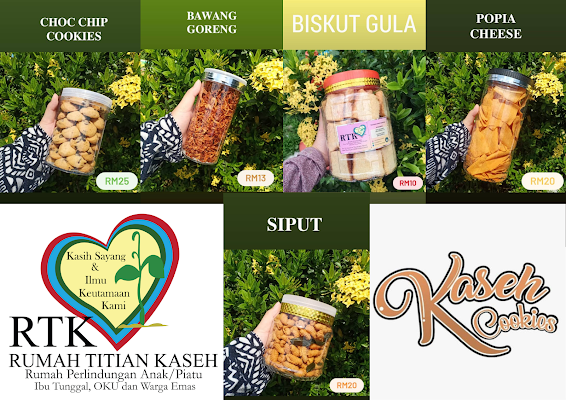 CHOC CHIP
COOKIES
BAWANG
GORENG
BISKUT GULA
POPIA
CHEESE
RM25
RM13
RTK
RM10
RM20
Kasih Sayang
&
Ilmu
Keutamaan
Kami
RTK
RUMAH TITIAN KASEH
Rumah Perlindungan Anak/Piatu
Ibu Tunggal, OKU dan Warga Emas
SIPUT
RM20
Kaseh
Cookies